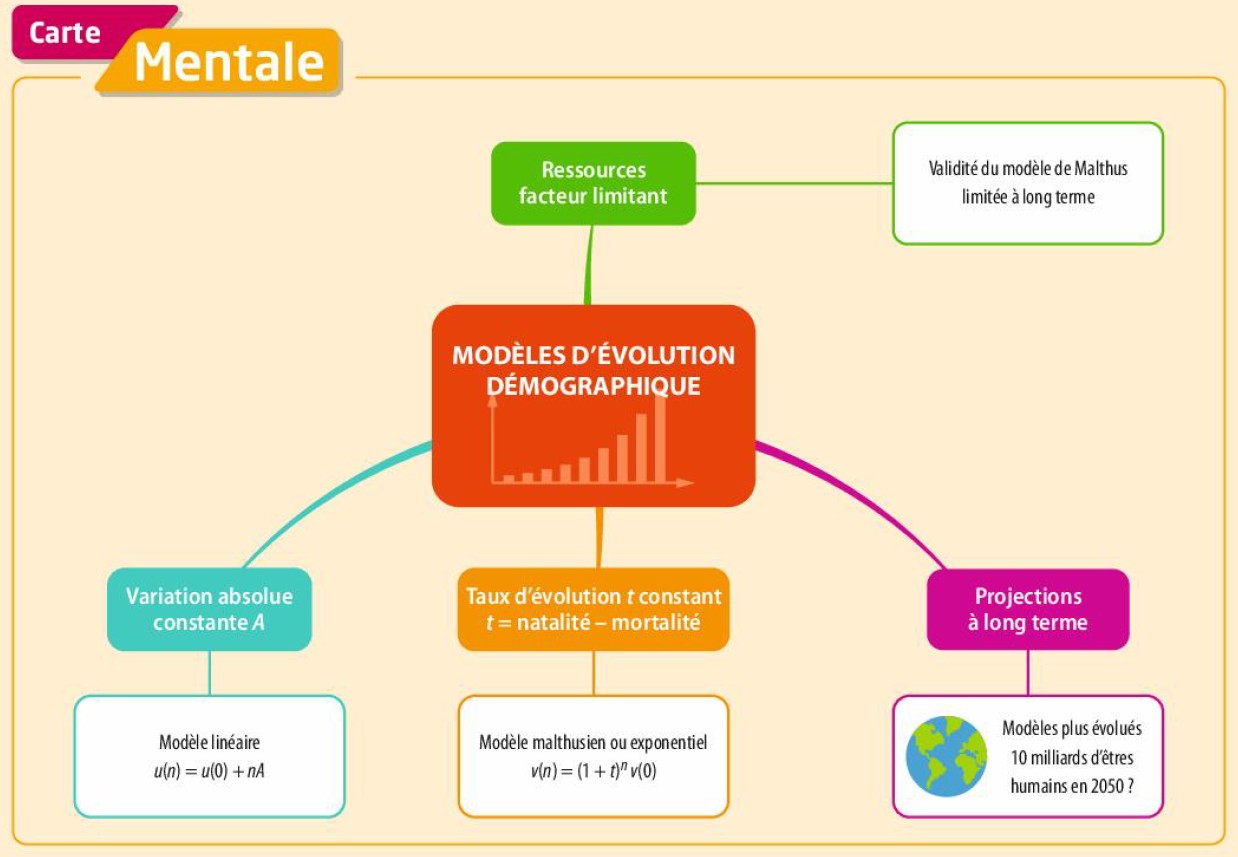 Carte
Mentale
Ressources
facteur limitant
Validité du modèle de Malthus
limitée à long terme
MODÈLES D'ÉVOLUTION
DÉMOGRAPHIQUE
Variation absolue
constante A
Taux d'évolution t constant
t = natalité – mortalité
Projections
à long terme
Modèle linéaire
u(n) = u(0) + nA
Modèle malthusien ou exponentiel
v(n) = (1 + t)ⁿ v(0)
Modèles plus évolués
10 milliards d'êtres
humains en 2050 ?